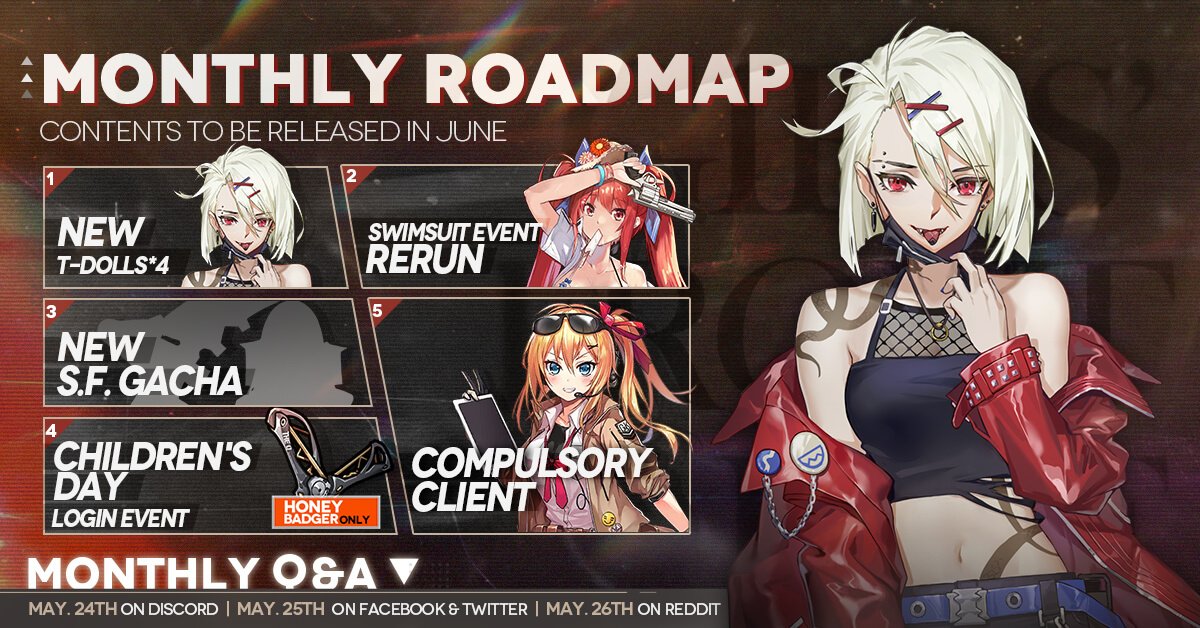 MONTHLY ROADMAP
CONTENTS TO BE RELEASED IN JUNE
1
NEW
T-DOLLS*4
2
SWIMSUIT EVENT
RERUN
3
NEW
S.F. GACHA
4
CHILDREN'S
DAY
LOGIN EVENT
HONEY
BADGER ONLY
5
COMPULSORY
CLIENT
MONTHLY Q&A ▼
MAY. 24TH ON DISCORD | MAY. 25TH ON FACEBOOK & TWITTER | MAY. 26TH ON REDDIT